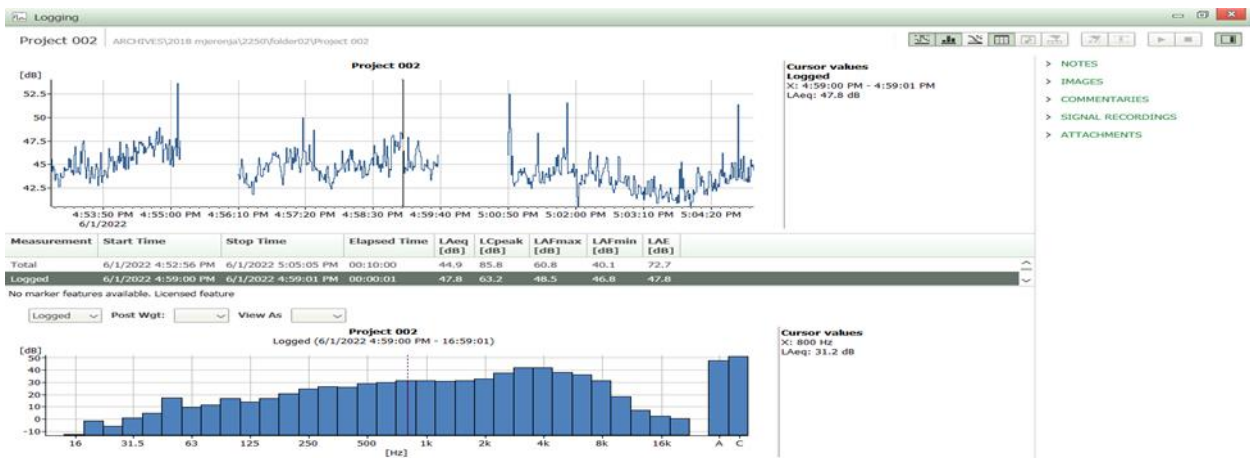 Logging
Project 002 ARCHIVES\2018 mjerenja\2250\folder02\Project 002
Project 002
[dB]
52.5
50
47.5
45
42.5
4:53:50 PM 4:55:00 PM 4:56:10 PM 4:57:20 PM 4:58:30 PM 4:59:40 PM 5:00:50 PM 5:02:00 PM 5:03:10 PM 5:04:20 PM
6/1/2022
Cursor values
Logged
X: 4:59:00 PM - 4:59:01 PM
LAeq: 47.8 dB
> NOTES
> IMAGES
> COMMENTARIES
> SIGNAL RECORDINGS
> ATTACHMENTS
Measurement Start Time Stop Time Elapsed Time LAeq [dB] LCpeak [dB] LAFmax [dB] LAFmin [dB] LAE [dB]
Total 6/1/2022 4:52:56 PM 6/1/2022 5:05:05 PM 00:10:00 44.9 85.8 60.8 40.1 72.7
Logged 6/1/2022 4:59:00 PM 6/1/2022 4:59:01 PM 00:00:01 47.8 63.2 48.5 46.8 47.8
No marker features available. Licensed feature
Logged Post Wgt: View As
Project 002
Logged (6/1/2022 4:59:00 PM - 16:59:01)
[dB]
50
40
30
20
10
0
-10
16 31.5 63 125 250 500 1k 2k 4k 8k 16k A C
[Hz]
Cursor values
X: 800 Hz
LAeq: 31.2 dB